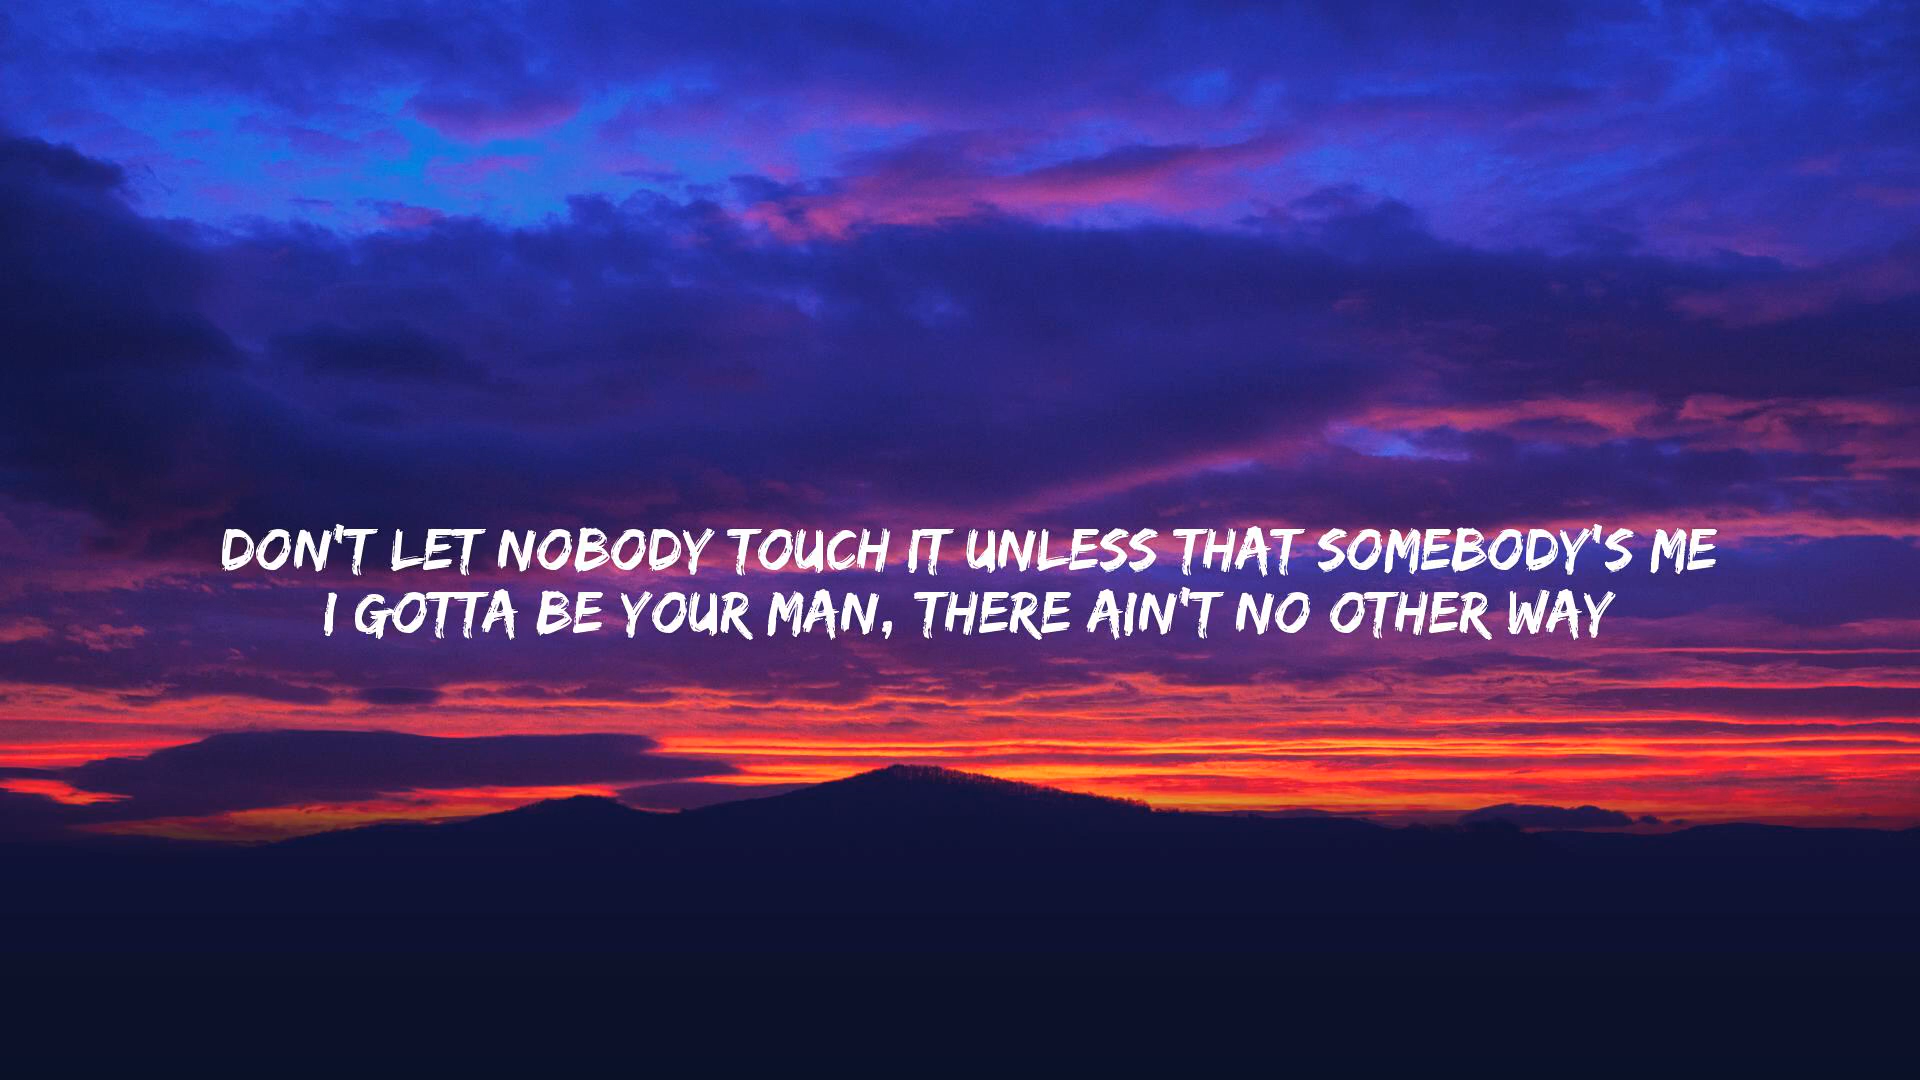 DON'T LET NOBODY TOUCH IT UNLESS THAT SOMEBODY'S ME
I GOTTA BE YOUR MAN, THERE AIN'T NO OTHER WAY